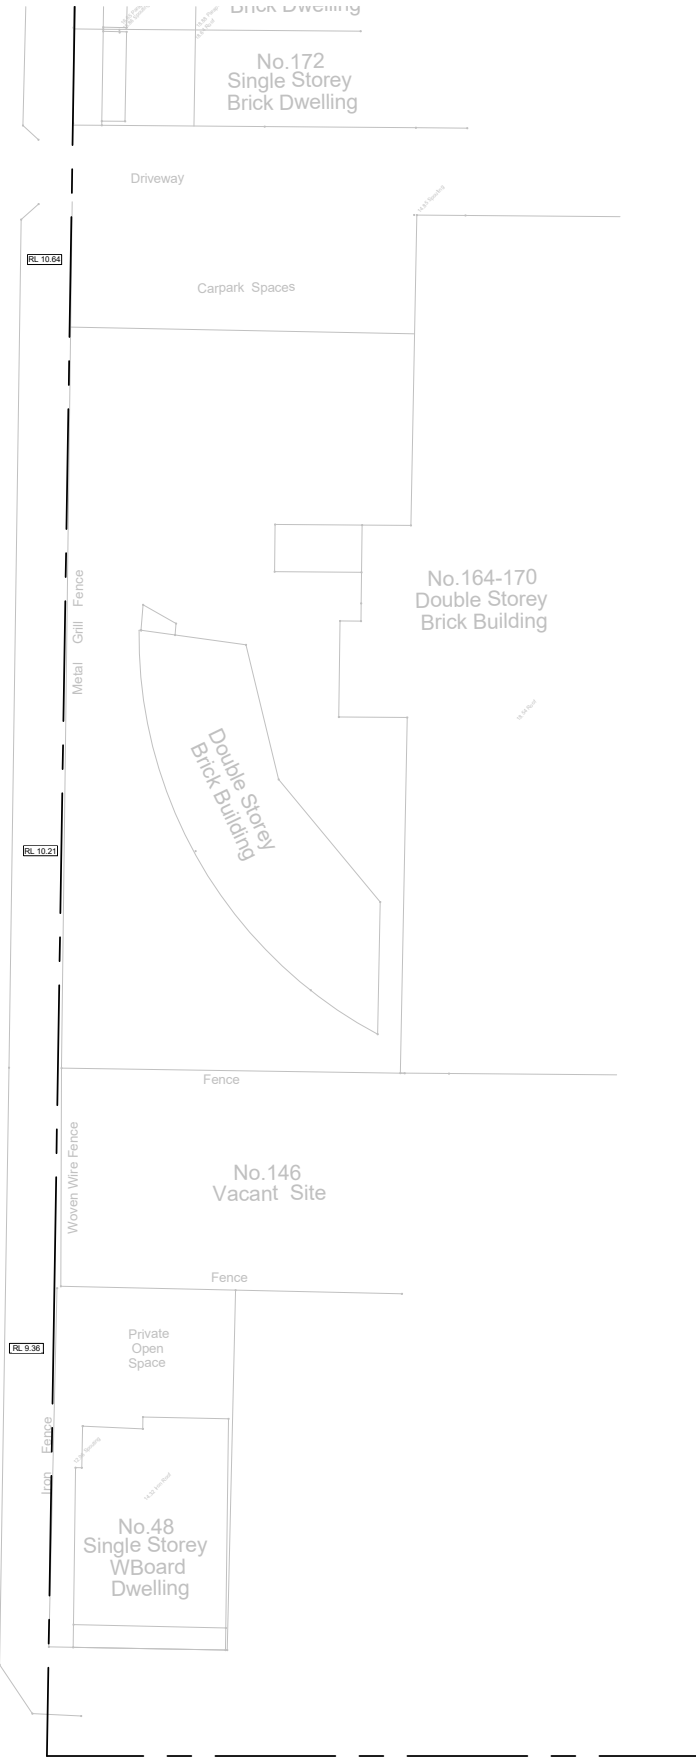 Brick Dwelling
No.172
Single Storey
Brick Dwelling
Driveway
RL 10.64
Carpark Spaces
Metal Grill Fence
No.164-170
Double Storey
Brick Building
Double Storey
Brick Building
RL 10.21
Fence
Woven Wire Fence
No.146
Vacant Site
Fence
Private
Open
Space
RL 9.36
Iron Fence
No.48
Single Storey
WBoard
Dwelling